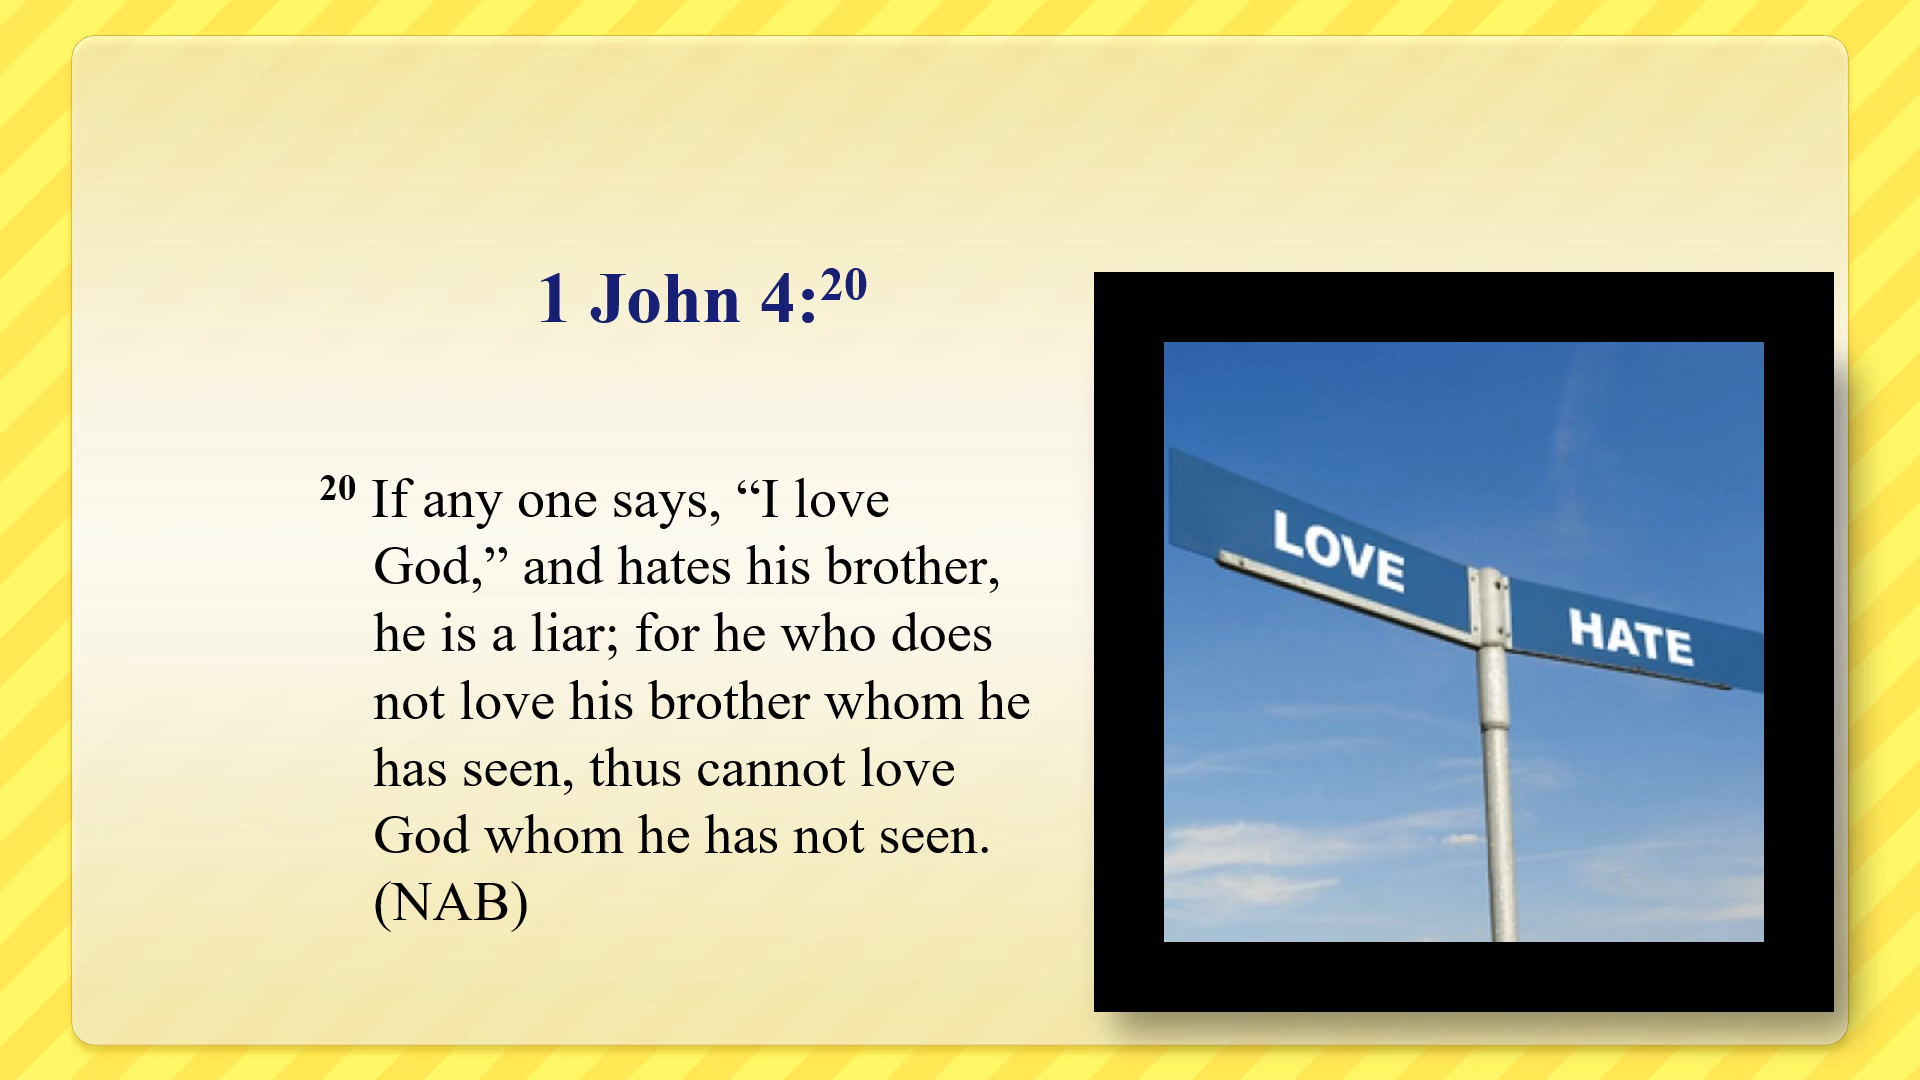 1 John 4:20
20 If any one says, “I love
God,” and hates his brother,
he is a liar; for he who does
not love his brother whom he
has seen, thus cannot love
God whom he has not seen.
(NAB)
LOVE
HATE